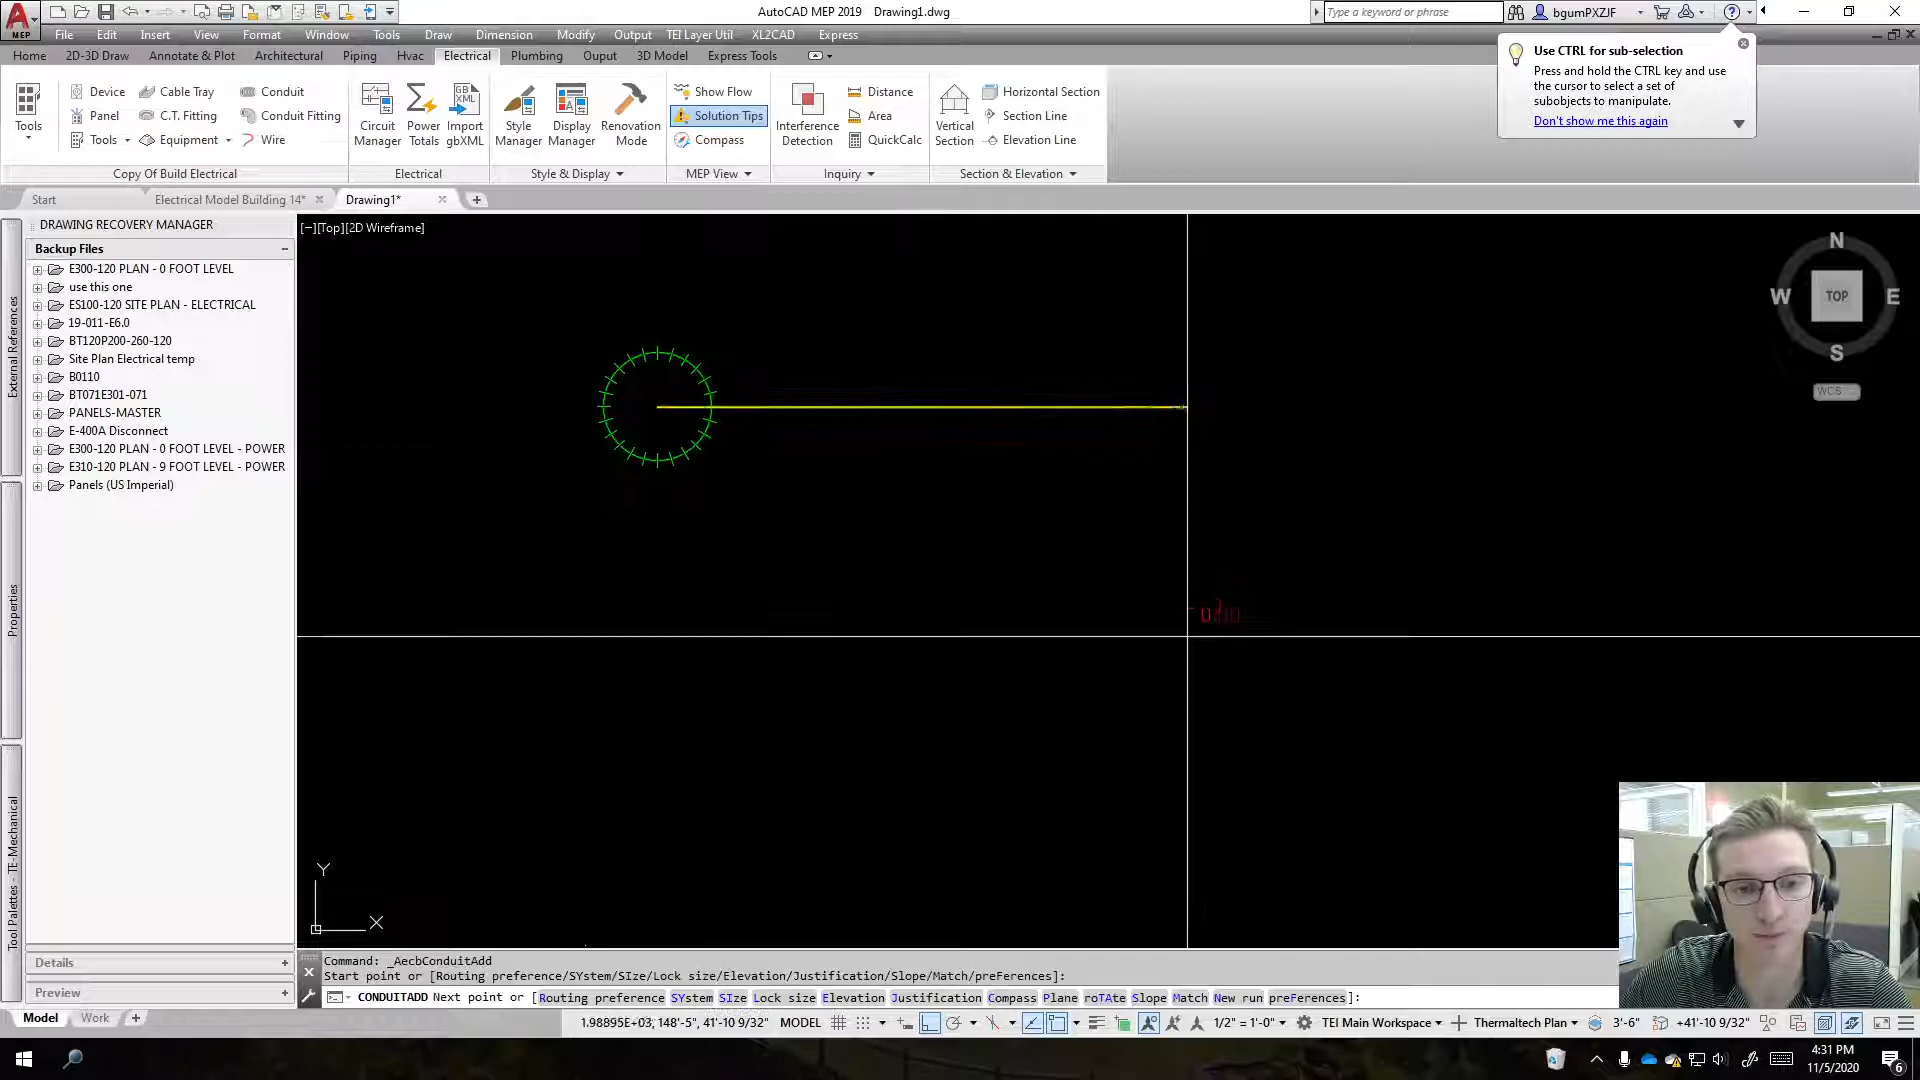 AutoCAD MEP 2019 Drawing1.dwg
Type a keyword or phrase
bgumPXZJF
MEP
File Edit Insert View Format Window Tools Draw Dimension Modify Output TEI Layer Util XL2CAD Express
Home 2D-3D Draw Annotate & Plot Architectural Piping Hvac Electrical Plumbing Ouput 3D Model Express Tools
Use CTRL for sub-selection
Press and hold the CTRL key and use
the cursor to select a set of
subobjects to manipulate.
Don't show me this again
Tools
Device Cable Tray Conduit
Panel C.T. Fitting Conduit Fitting
Tools Equipment Wire
Circuit Manager
Power Totals
Import gbXML
Style Manager
Display Manager
Renovation Mode
Show Flow
Solution Tips
Compass
Interference Detection
Distance
Area
QuickCalc
Vertical Section
Horizontal Section
Section Line
Elevation Line
Copy Of Build Electrical Electrical Style & Display MEP View Inquiry Section & Elevation
Start Electrical Model Building 14* Drawing1*
DRAWING RECOVERY MANAGER
Backup Files
E300-120 PLAN - 0 FOOT LEVEL
use this one
ES100-120 SITE PLAN - ELECTRICAL
19-011-E6.0
BT120P200-260-120
Site Plan Electrical temp
B0110
BT071E301-071
PANELS-MASTER
E-400A Disconnect
E300-120 PLAN - 0 FOOT LEVEL - POWER
E310-120 PLAN - 9 FOOT LEVEL - POWER
Panels (US Imperial)
Details
Preview
External References
Properties
Tool Palettes - TE-Mechanical
[−][Top][2D Wireframe]
N
W TOP E
S
WCS
Y
X
Command: _AecbConduitAdd
Start point or [Routing preference/SYstem/SIze/Lock size/Elevation/Justification/Slope/Match/preFerences]:
CONDUITADD Next point or [Routing preference SYstem SIze Lock size Elevation Justification Compass Plane roTAte Slope Match New run preFerences]:
Model Work
1.98895E+03, 148'-5", 41'-10 9/32" MODEL 1/2" = 1'-0" TEI Main Workspace Thermaltech Plan 3'-6" +41'-10 9/32"
4:31 PM
11/5/2020
6